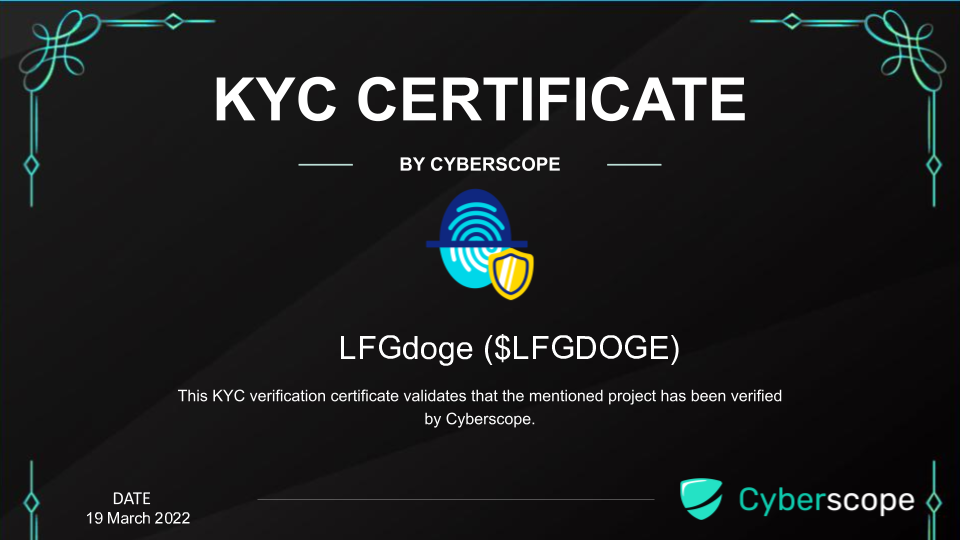 KYC CERTIFICATE
BY CYBERSCOPE
LFGdoge ($LFGDOGE)
This KYC verification certificate validates that the mentioned project has been verified
by Cyberscope.
DATE
19 March 2022
Cyberscope